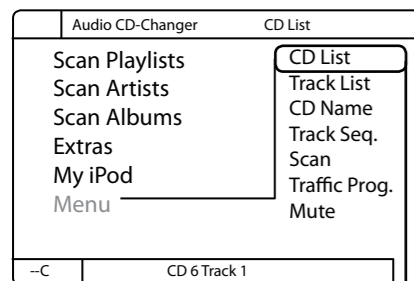 Audio CD-Changer CD List
Scan Playlists
Scan Artists
Scan Albums
Extras
My iPod
Menu
CD List
Track List
CD Name
Track Seq.
Scan
Traffic Prog.
Mute
--C CD 6 Track 1